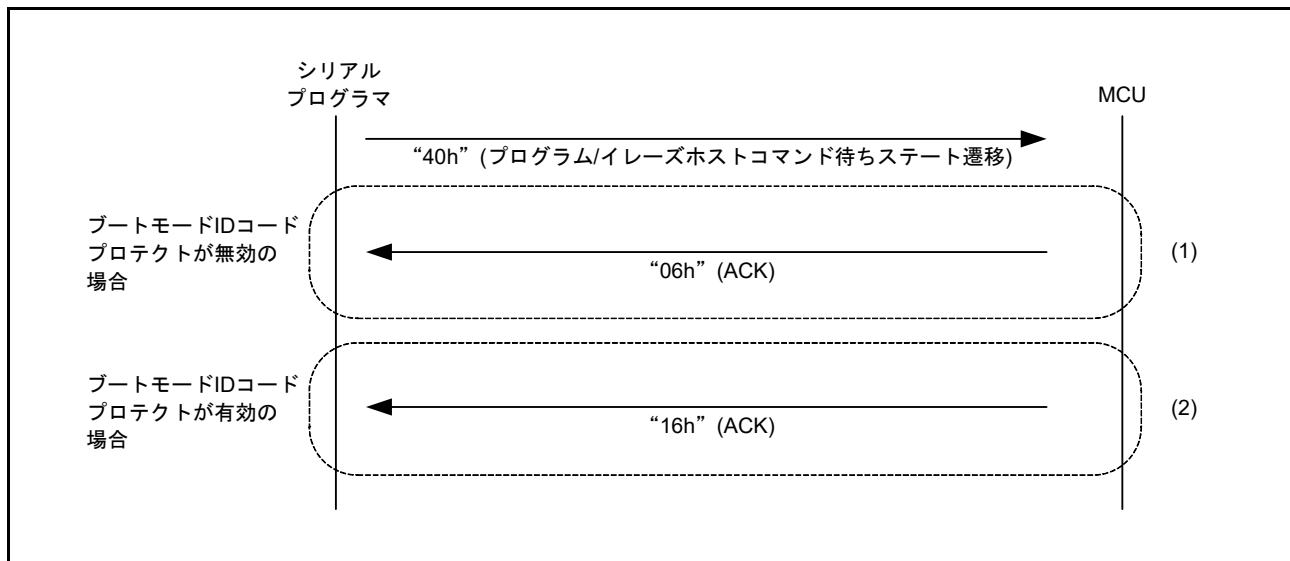 シリアル
プログラマ
MCU
“40h” (プログラム/イレーズホストコマンド待ちステート遷移)
ブートモードIDコード
プロテクトが無効の
場合
“06h” (ACK)
(1)
ブートモードIDコード
プロテクトが有効の
場合
“16h” (ACK)
(2)